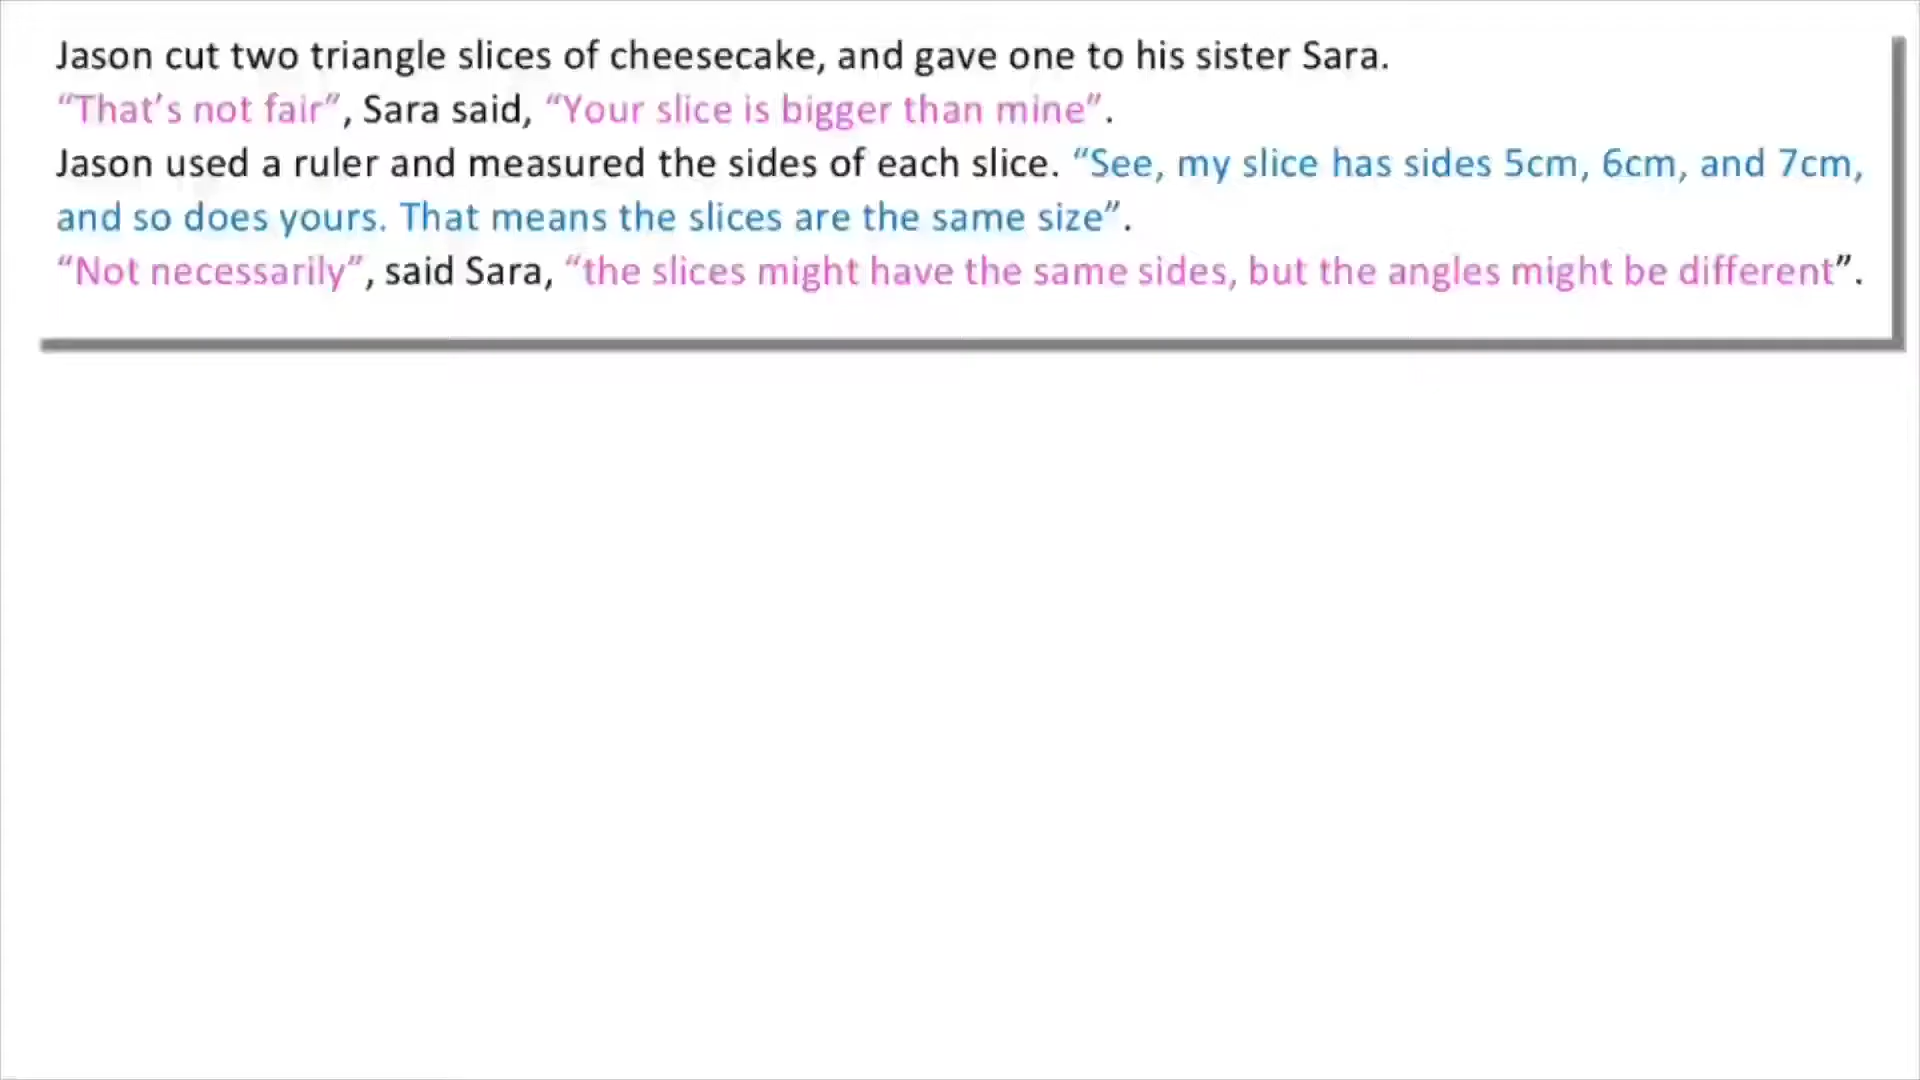 Jason cut two triangle slices of cheesecake, and gave one to his sister Sara.
“That’s not fair”, Sara said, “Your slice is bigger than mine”.
Jason used a ruler and measured the sides of each slice. “See, my slice has sides 5cm, 6cm, and 7cm,
and so does yours. That means the slices are the same size”.
“Not necessarily”, said Sara, “the slices might have the same sides, but the angles might be different”.